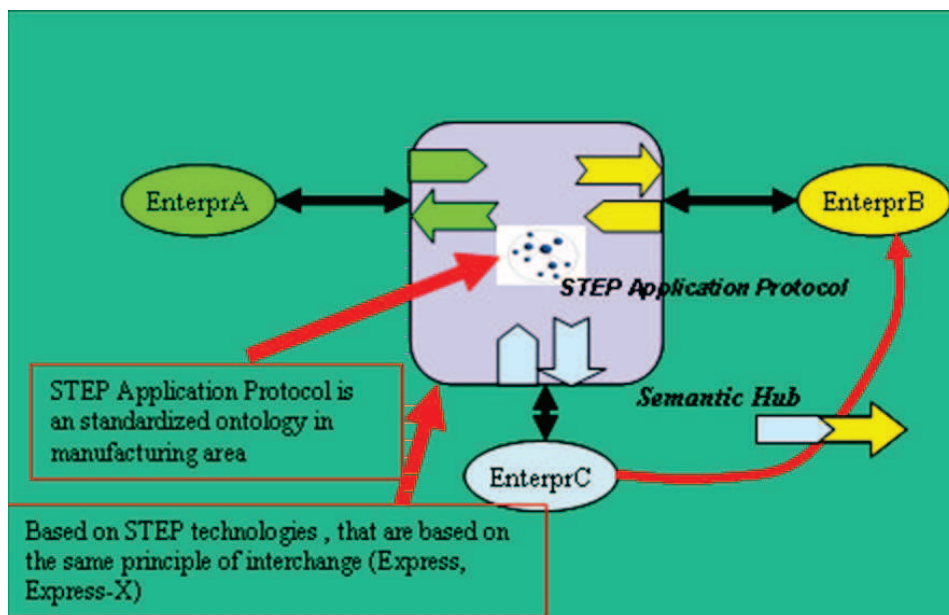 EnterprA
EnterprB
STEP Application Protocol
STEP Application Protocol is
an standardized ontology in
manufacturing area
Semantic Hub
EnterprC
Based on STEP technologies , that are based on
the same principle of interchange (Express,
Express-X)